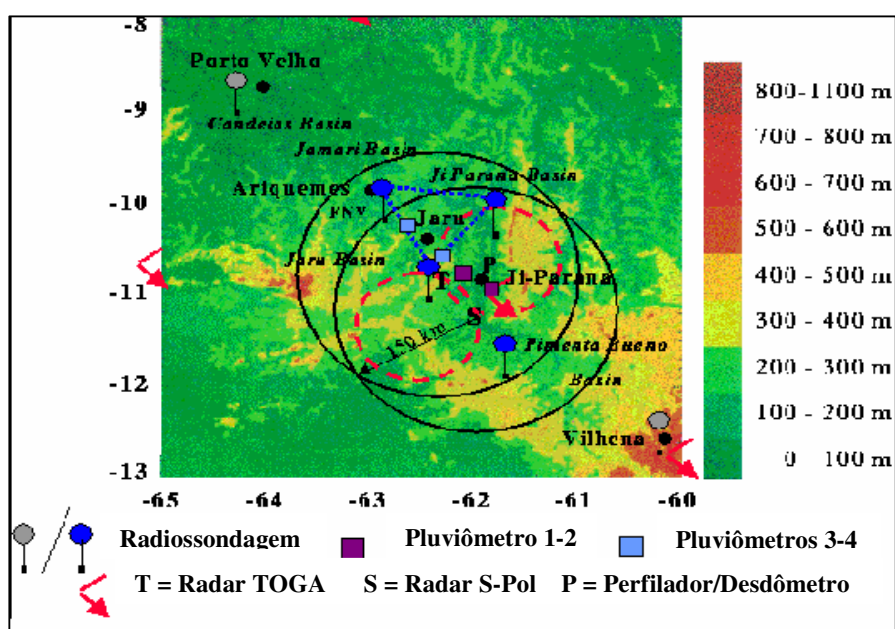 -8
Porto Velha
800-1100 m
700 - 800 m
-9
Candeias Basin
600 - 700 m
Jamari Basin
Ji Parana Basin
500 - 600 m
Ariquemes
-10
FNV
Jaru
400 - 500 m
Jaru Basin
P
Ji-Parana
-11
T
300 - 400 m
S
150 km
Pimenta Bueno
200 - 300 m
-12
Basin
100 - 200 m
Vilhena
0 100 m
-13
-65 -64 -63 -62 -61 -60
Radiossondagem Pluviômetro 1-2 Pluviômetros 3-4
T = Radar TOGA S = Radar S-Pol P = Perfilador/Desdômetro